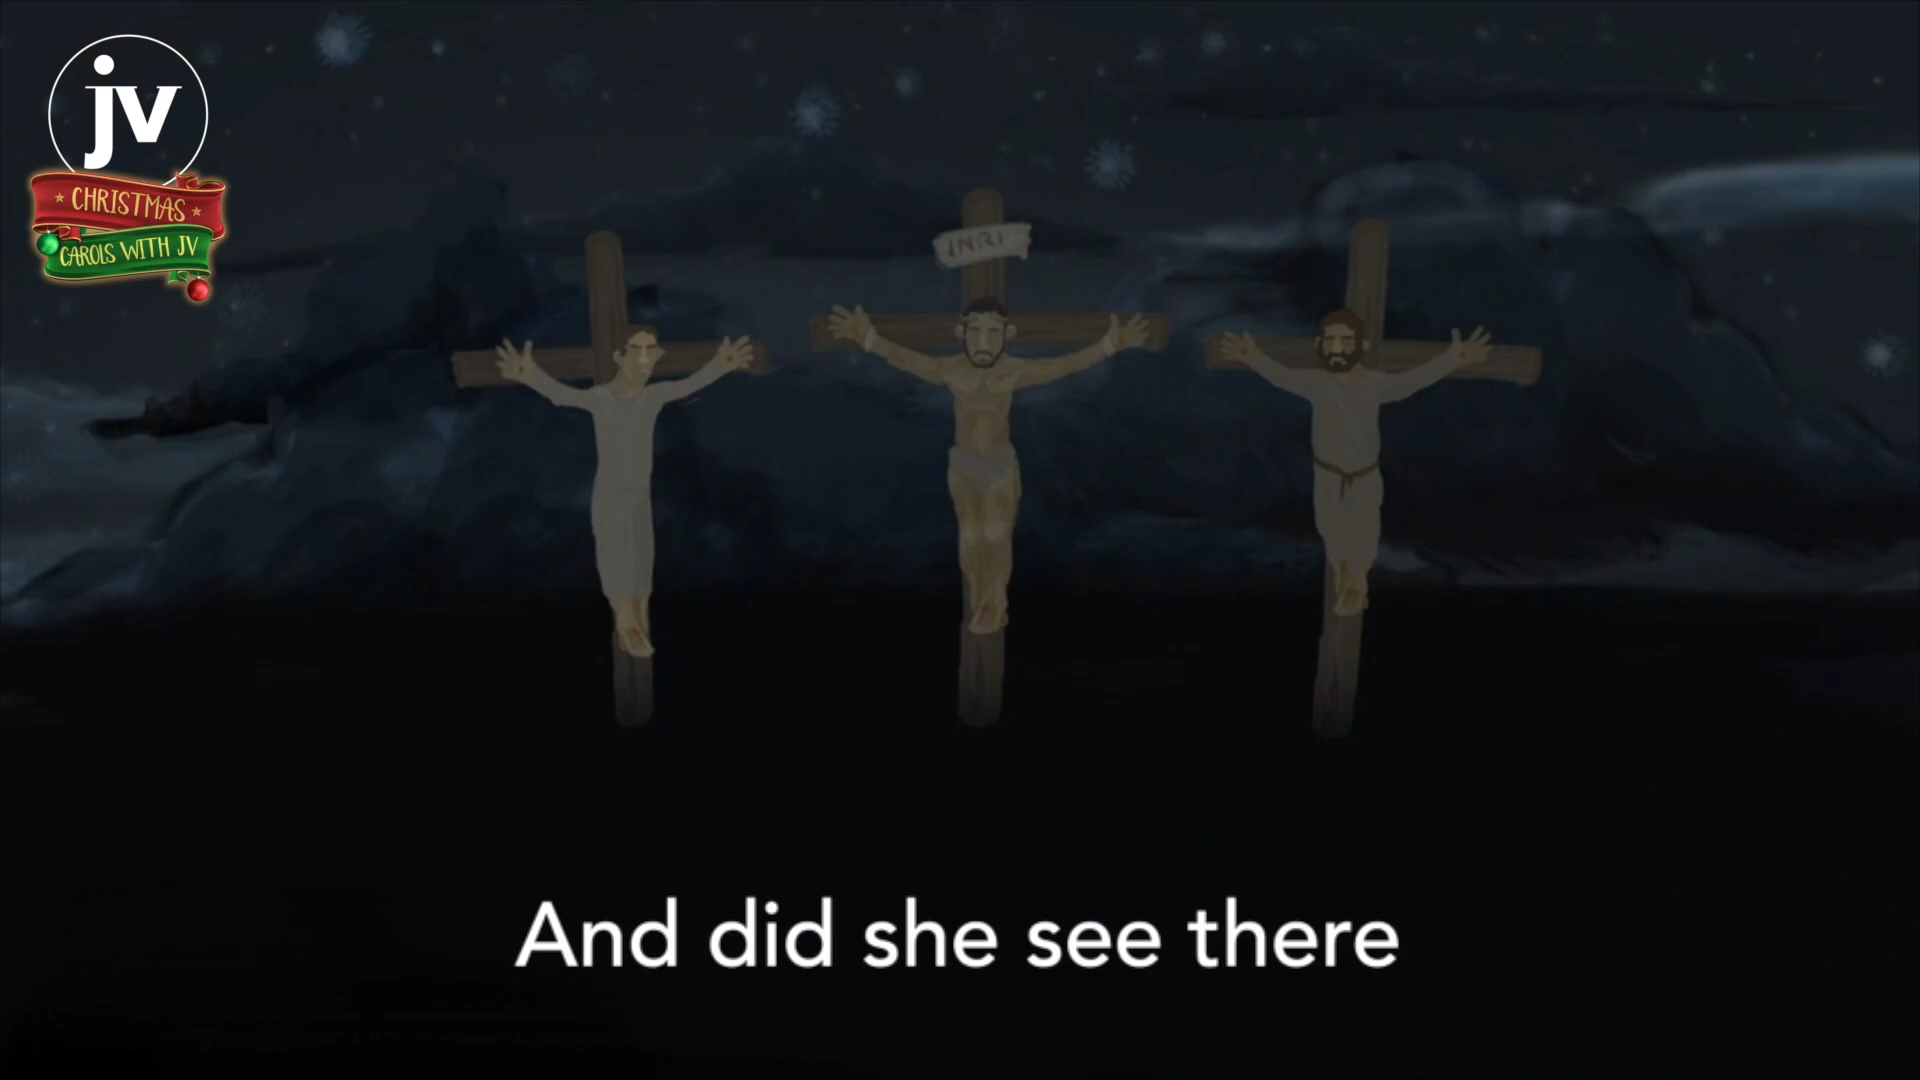 jv
CHRISTMAS
CAROLS WITH JV
INRI
And did she see there